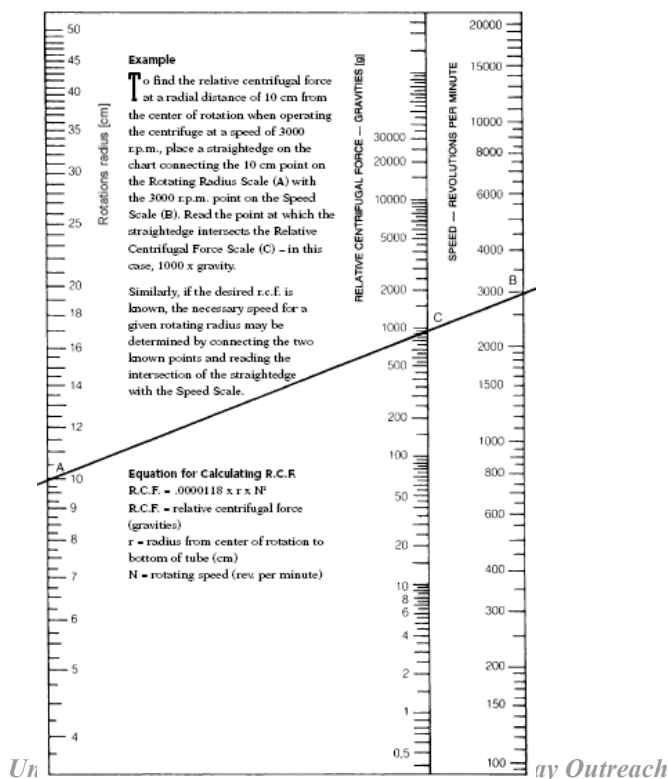 Rotations radius [cm]
50
45
40
35
30
25
20
18
16
14
12
10
9
8
7
6
5
4
A
Example
To find the relative centrifugal force
at a radial distance of 10 cm from
the center of rotation when operating
the centrifuge at a speed of 3000
r.p.m., place a straightedge on the
chart connecting the 10 cm point on
the Rotating Radius Scale (A) with
the 3000 r.p.m. point on the Speed
Scale (B). Read the point at which the
straightedge intersects the Relative
Centrifugal Force Scale (C) – in this
case, 1000 x gravity.
Similarly, if the desired r.c.f. is
known, the necessary speed for a
given rotating radius may be
determined by connecting the two
known points and reading the
intersection of the straightedge
with the Speed Scale.
Equation for Calculating R.C.F.
R.C.F. = .0000118 x r x N²
R.C.F. = relative centrifugal force
(gravities)
r = radius from center of rotation to
bottom of tube (cm)
N = rotating speed (rev. per minute)
RELATIVE CENTRIFUGAL FORCE — GRAVITIES [g]
30000
20000
10000
5000
2000
1000
500
200
100
50
20
10
8
6
4
2
1
0,5
C
SPEED — REVOLUTIONS PER MINUTE
20000
15000
10000
8000
6000
4000
3000
2000
1500
1000
800
600
400
300
200
150
100
B
ay Outreach